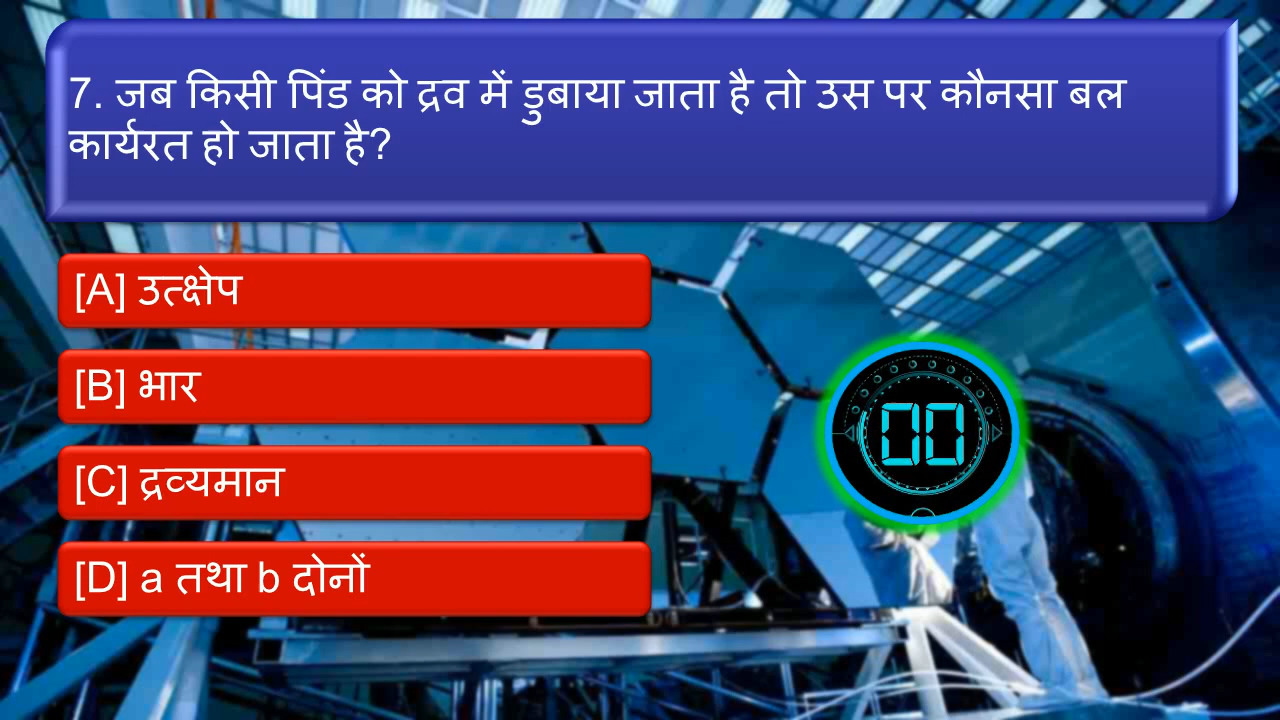 7. जब किसी पिंड को द्रव में डुबाया जाता है तो उस पर कौनसा बल
कार्यरत हो जाता है?
[A] उत्क्षेप
[B] भार
[C] द्रव्यमान
[D] a तथा b दोनों
00